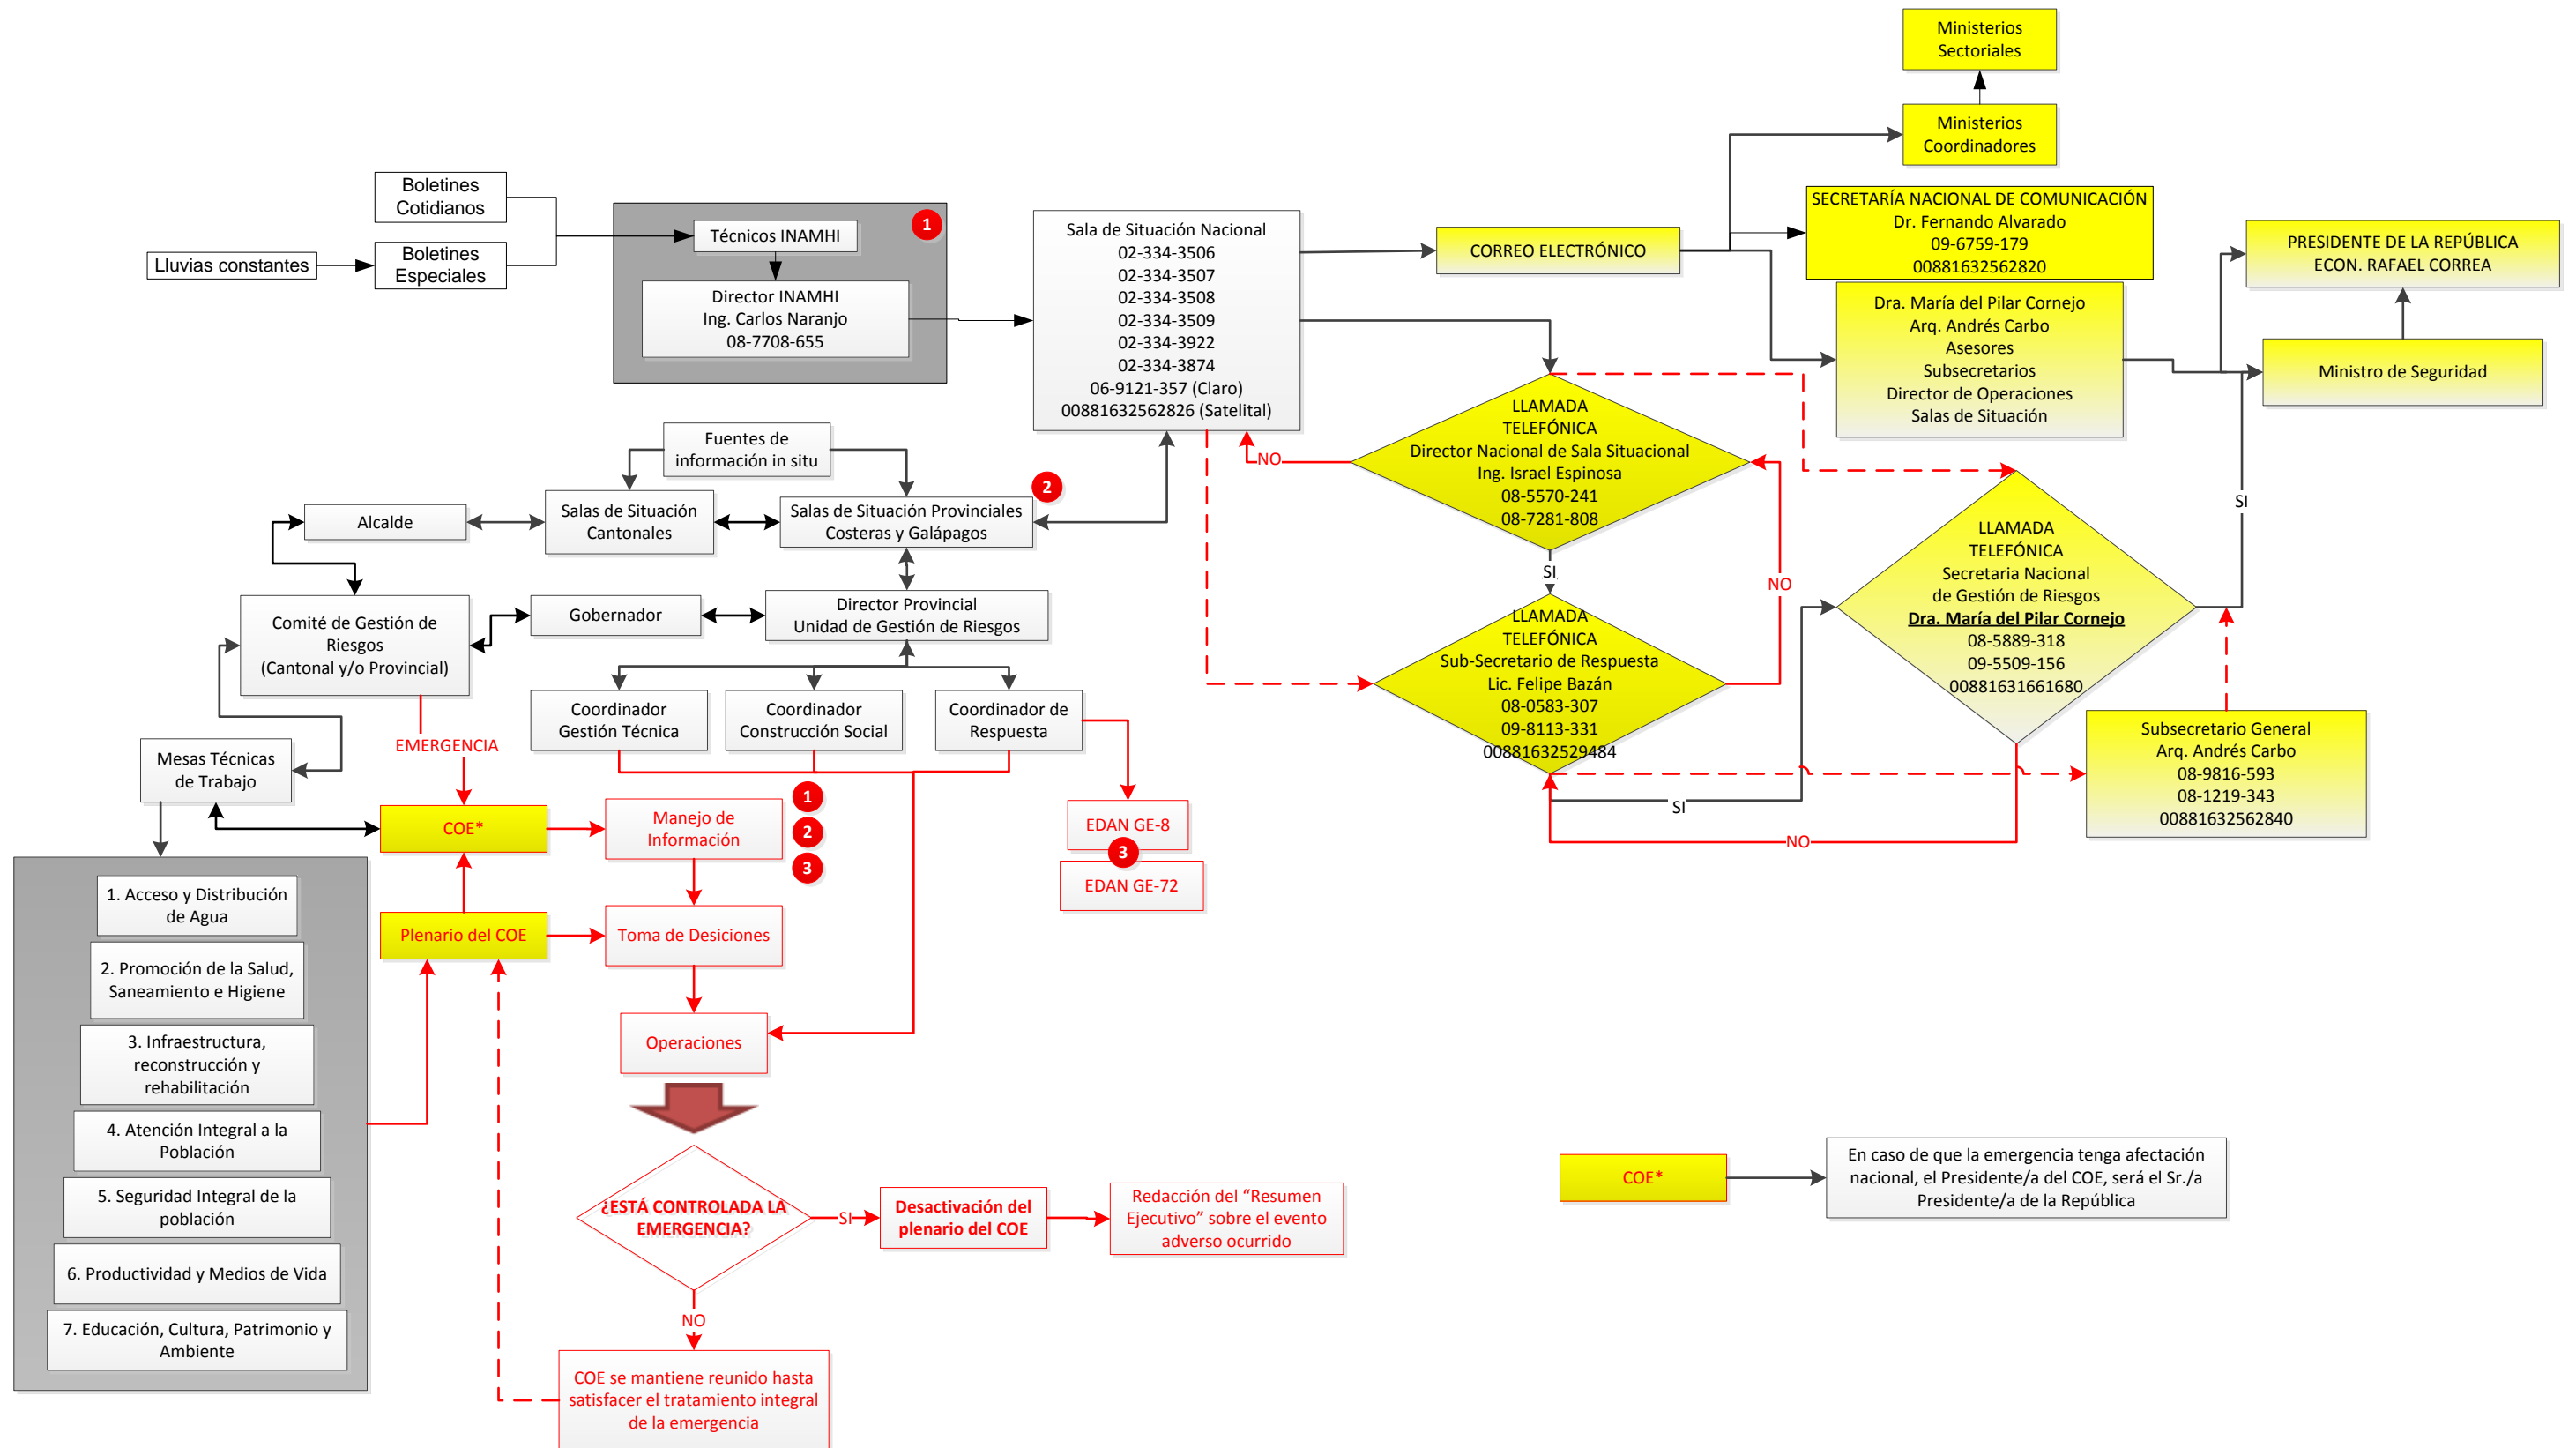 Ministerios
Sectoriales
Ministerios
Coordinadores
Boletines
Cotidianos
Lluvias constantes
Boletines
Especiales
1
Técnicos INAMHI
Director INAMHI
Ing. Carlos Naranjo
08-7708-655
Sala de Situación Nacional
02-334-3506
02-334-3507
02-334-3508
02-334-3509
02-334-3922
02-334-3874
06-9121-357 (Claro)
00881632562826 (Satelital)
CORREO ELECTRÓNICO
SECRETARÍA NACIONAL DE COMUNICACIÓN
Dr. Fernando Alvarado
09-6759-179
00881632562820
Dra. María del Pilar Cornejo
Arq. Andrés Carbo
Asesores
Subsecretarios
Director de Operaciones
Salas de Situación
PRESIDENTE DE LA REPÚBLICA
ECON. RAFAEL CORREA
Ministro de Seguridad
LLAMADA
TELEFÓNICA
Director Nacional de Sala Situacional
Ing. Israel Espinosa
08-5570-241
08-7281-808
NO
SI
NO
SI
LLAMADA
TELEFÓNICA
Sub-Secretario de Respuesta
Lic. Felipe Bazán
08-0583-307
09-8113-331
00881632529484
LLAMADA
TELEFÓNICA
Secretaria Nacional
de Gestión de Riesgos
Dra. María del Pilar Cornejo
08-5889-318
09-5509-156
00881631661680
SI
NO
Subsecretario General
Arq. Andrés Carbo
08-9816-593
08-1219-343
00881632562840
Fuentes de
información in situ
2
Alcalde
Salas de Situación
Cantonales
Salas de Situación Provinciales
Costeras y Galápagos
Comité de Gestión de
Riesgos
(Cantonal y/o Provincial)
Gobernador
Director Provincial
Unidad de Gestión de Riesgos
Coordinador
Gestión Técnica
Coordinador
Construcción Social
Coordinador de
Respuesta
EMERGENCIA
Mesas Técnicas
de Trabajo
COE*
Manejo de
Información
1
2
3
EDAN GE-8
3
EDAN GE-72
Plenario del COE
Toma de Desiciones
Operaciones
1. Acceso y Distribución
de Agua
2. Promoción de la Salud,
Saneamiento e Higiene
3. Infraestructura,
reconstrucción y
rehabilitación
4. Atención Integral a la
Población
5. Seguridad Integral de la
población
6. Productividad y Medios de Vida
7. Educación, Cultura, Patrimonio y
Ambiente
¿ESTÁ CONTROLADA LA
EMERGENCIA?
SI
Desactivación del
plenario del COE
Redacción del “Resumen
Ejecutivo” sobre el evento
adverso ocurrido
NO
COE se mantiene reunido hasta
satisfacer el tratamiento integral
de la emergencia
COE*
En caso de que la emergencia tenga afectación
nacional, el Presidente/a del COE, será el Sr./a
Presidente/a de la República